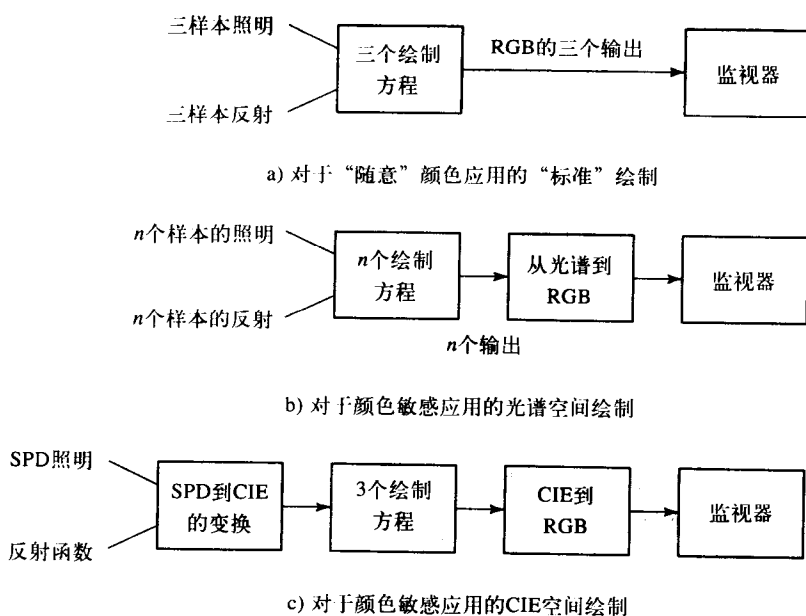 三样本照明
三样本反射
三个绘制
方程
RGB的三个输出
监视器
a) 对于“随意”颜色应用的“标准”绘制
n个样本的照明
n个样本的反射
n个绘制
方程
n个输出
从光谱到
RGB
监视器
b) 对于颜色敏感应用的光谱空间绘制
SPD照明
反射函数
SPD到CIE
的变换
3个绘制
方程
CIE到
RGB
监视器
c) 对于颜色敏感应用的CIE空间绘制